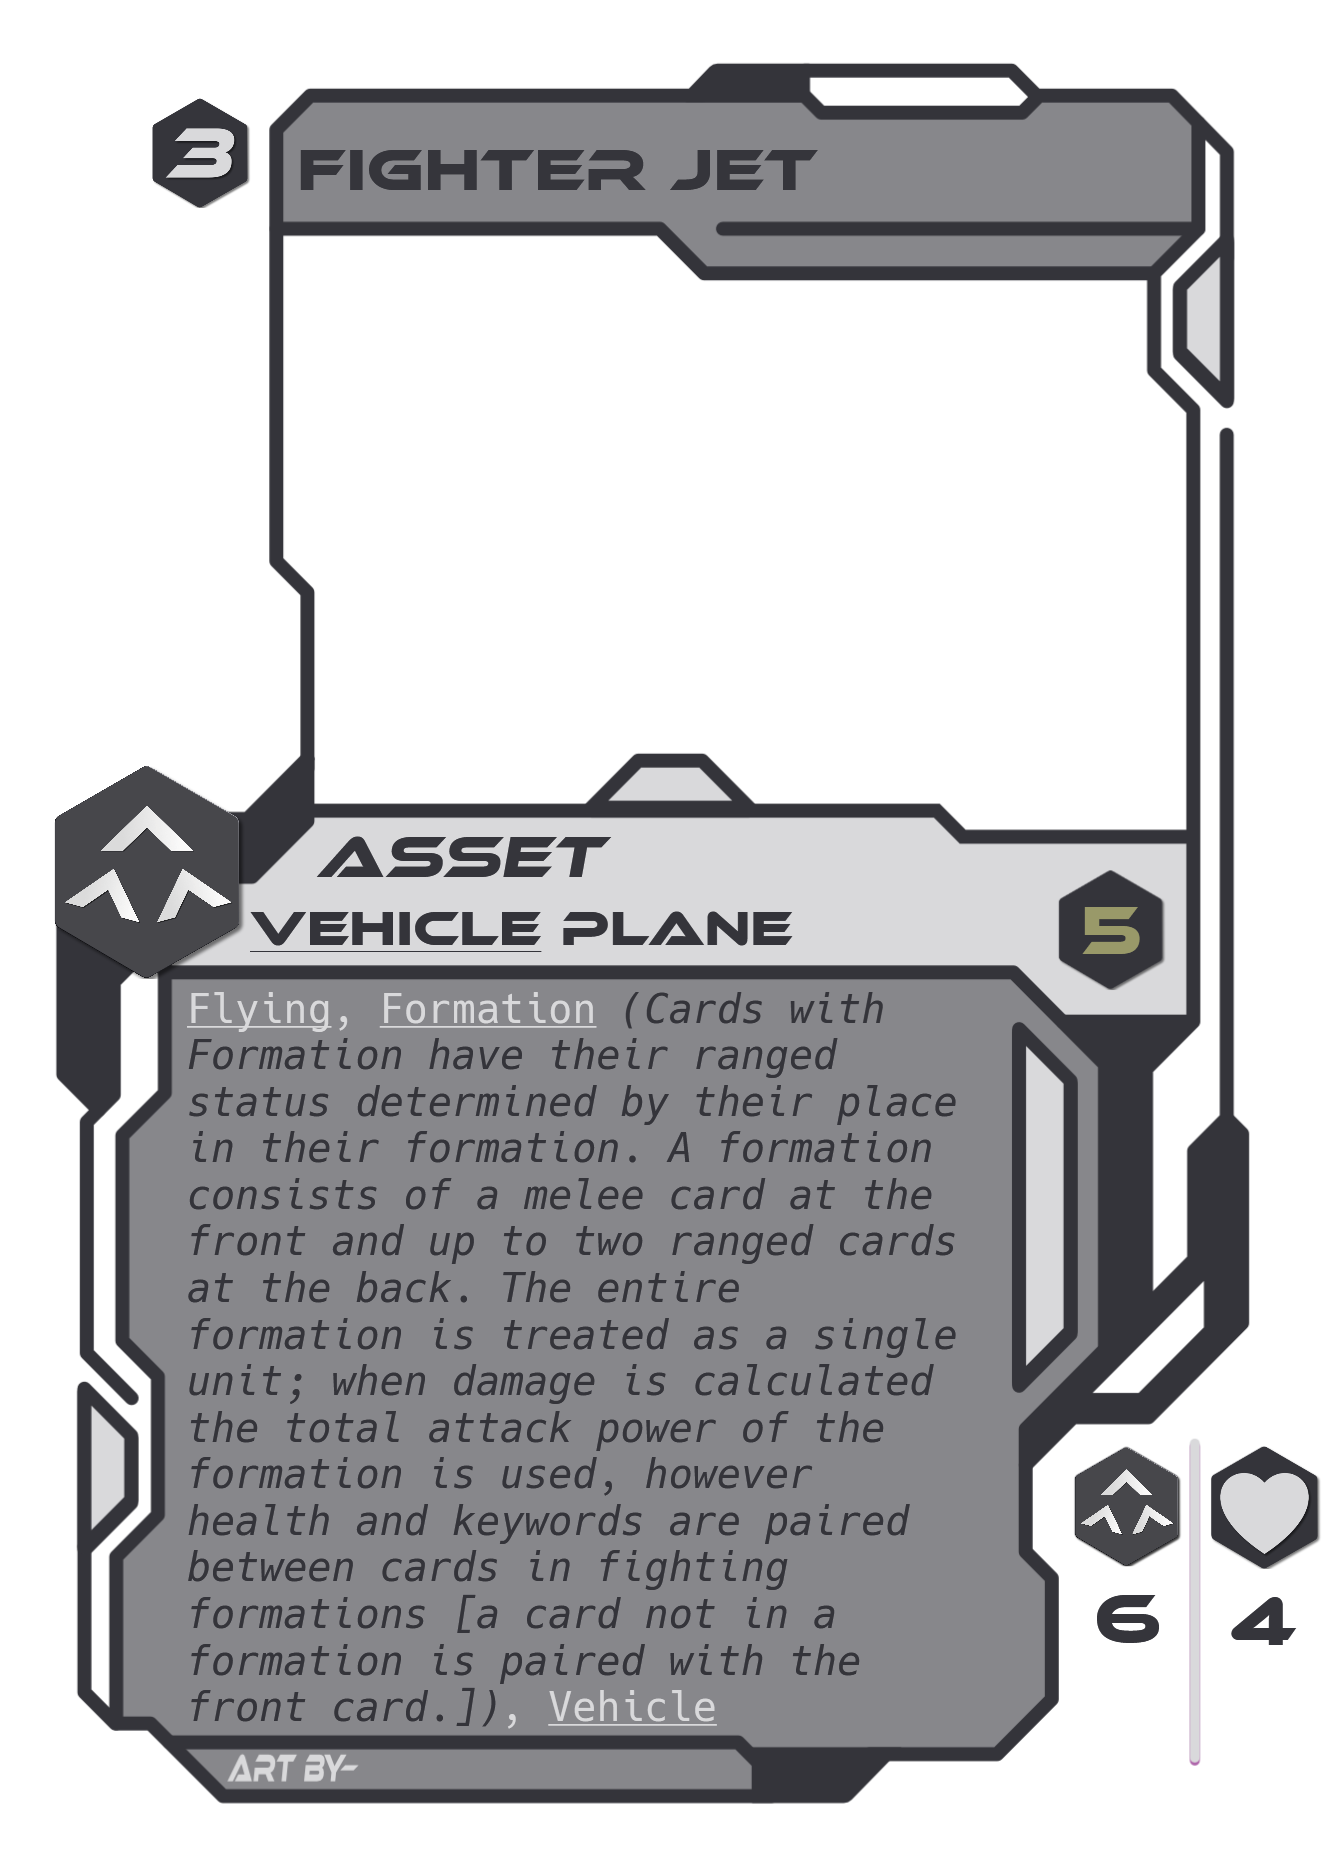 3
FIGHTER JET
ASSET
VEHICLE PLANE
5
Flying, Formation (Cards with
Formation have their ranged
status determined by their place
in their formation. A formation
consists of a melee card at the
front and up to two ranged cards
at the back. The entire
formation is treated as a single
unit; when damage is calculated
the total attack power of the
formation is used, however
health and keywords are paired
between cards in fighting
formations [a card not in a
formation is paired with the
front card.]), Vehicle
6
4
ART BY-